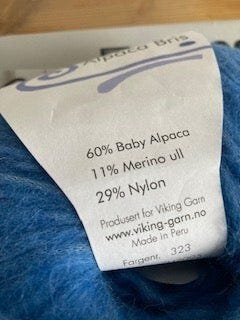 Alpaca Bris
60% Baby Alpaca
11% Merino ull
29% Nylon
Produsert for Viking Garn
www.viking-garn.no
Made in Peru
Fargenr. 323